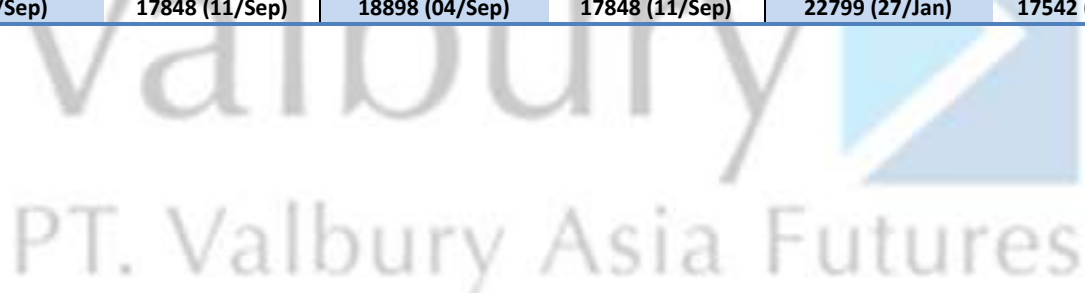 /Sep) 17848 (11/Sep) 18898 (04/Sep) 17848 (11/Sep) 22799 (27/Jan) 17542
Valbury
PT. Valbury Asia Futures